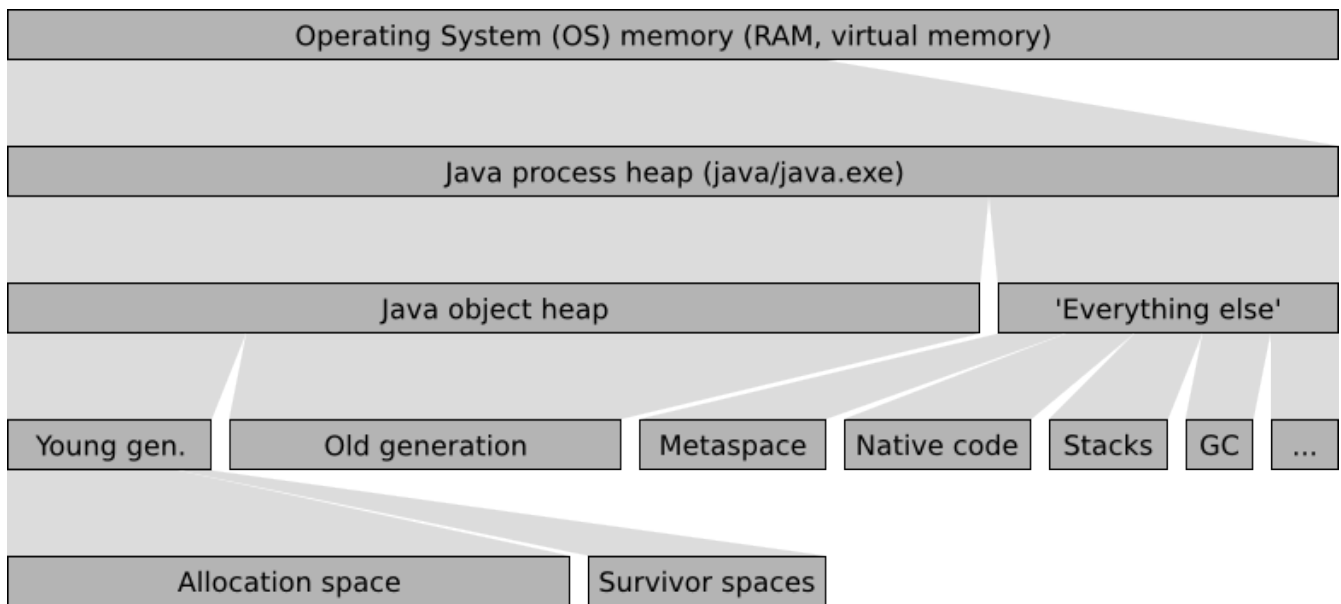 Operating System (OS) memory (RAM, virtual memory)
Java process heap (java/java.exe)
Java object heap
'Everything else'
Young gen.
Old generation
Metaspace
Native code
Stacks
GC
...
Allocation space
Survivor spaces